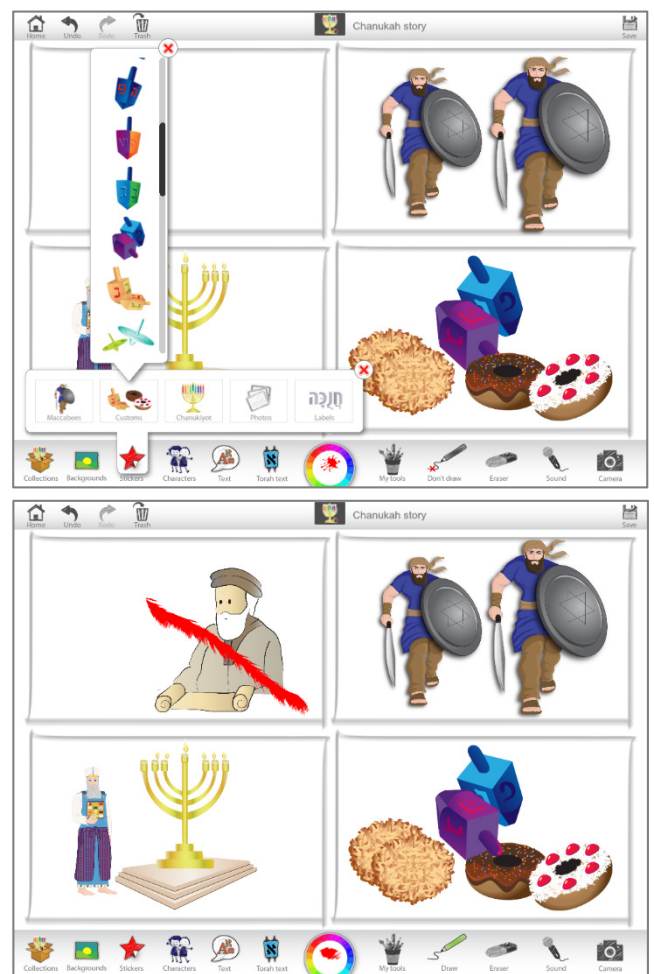 Home Undo Redo Trash Chanukah story Save
Maccabees Customs Chanukiyot Photos Labels
חֲנֻכָּה
Collections Backgrounds Stickers Characters Text Torah text My tools Don't draw Eraser Sound Camera
Home Undo Redo Trash Chanukah story Save
Collections Backgrounds Stickers Characters Text Torah text My tools Draw Eraser Sound Camera